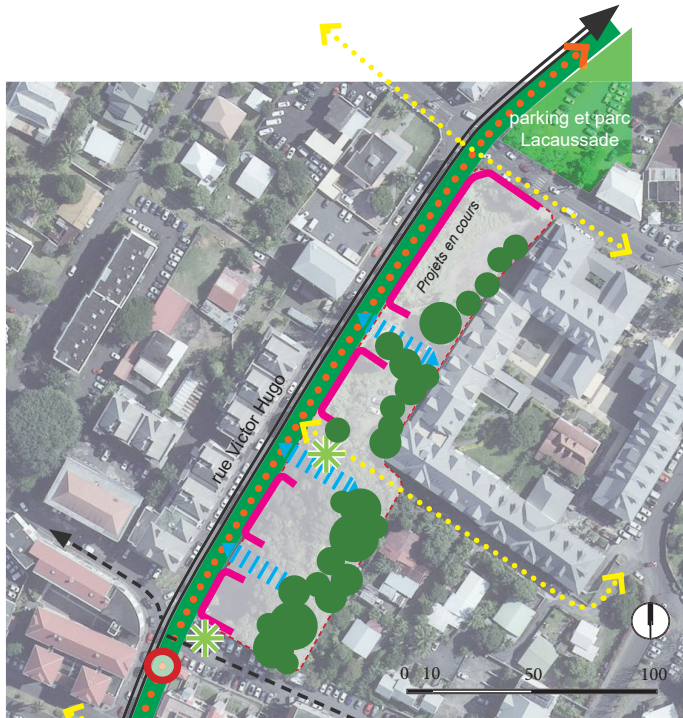 parking et parc
Lacaussade
Projets en cours
rue Victor Hugo
0 10 50 100